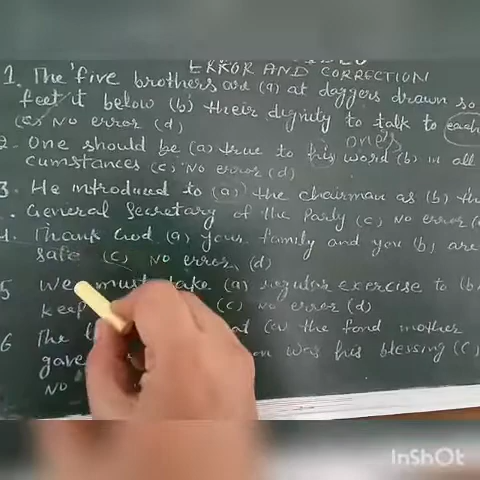 ERROR AND CORRECTION
1. The five brothers are (a) at daggers drawn so
feel it below (b) their dignity to talk to each
(c) No error (d)
one's
2. One should be (a) true to his word (b) in all
cumstances (c) No error (d)
3. He introduced to (a) the chairman as (b) the
General Secretary of the Party (c) No error
4. Thank God (a) your family and you (b) are
safe (c) No error (d)
5 We must take (a) regular exercise to (b)
keep (c) No error (d)
6 The the fond mother
gave was his blessing (c)
No
InShOt